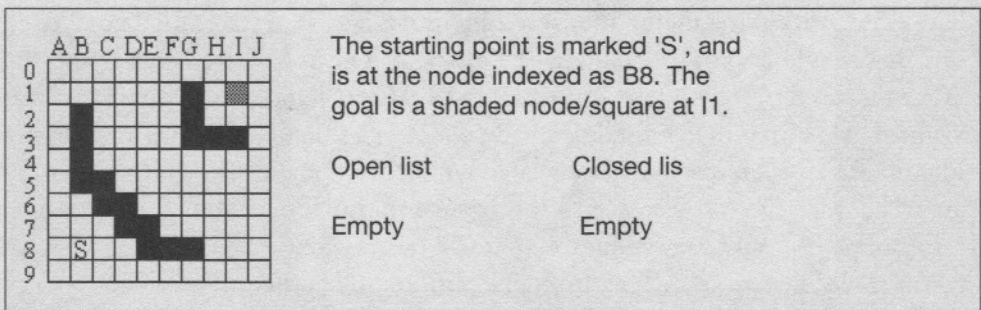 A B C D E F G H I J
0
1
2
3
4
5
6
7
8
9
S
The starting point is marked 'S', and
is at the node indexed as B8. The
goal is a shaded node/square at I1.
Open list Closed lis
Empty Empty